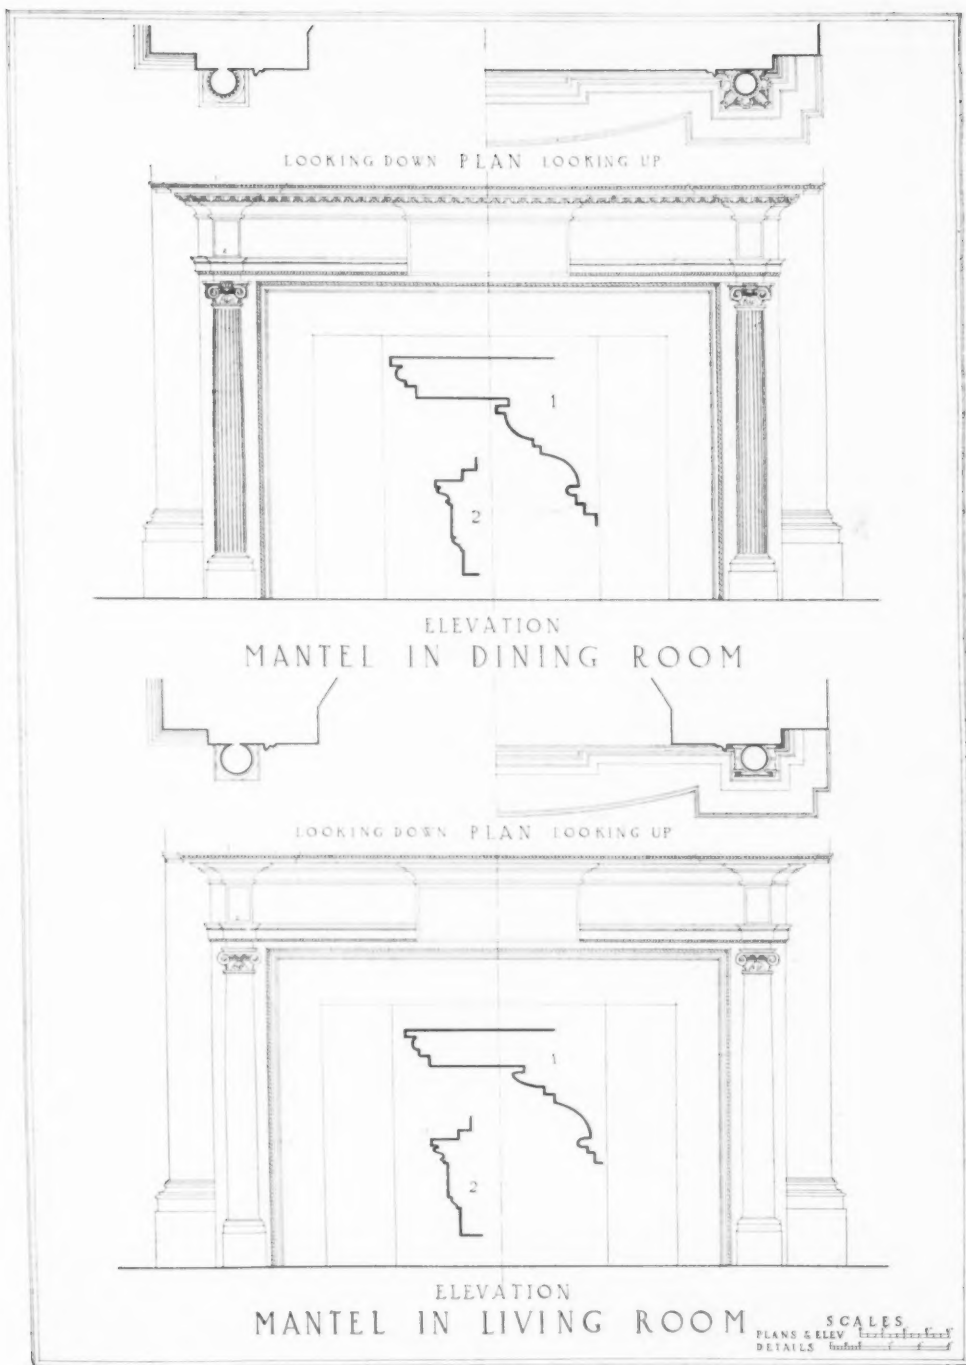 LOOKING DOWN PLAN LOOKING UP
1
2
ELEVATION
MANTEL IN DINING ROOM
LOOKING DOWN PLAN LOOKING UP
1
2
ELEVATION
MANTEL IN LIVING ROOM
SCALES
PLANS & ELEV
DETAILS